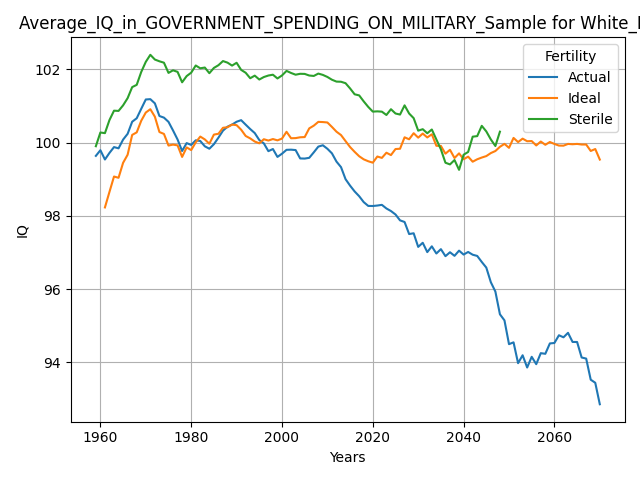 Average_IQ_in_GOVERNMENT_SPENDING_ON_MILITARY_Sample for White_
Fertility
Actual
Ideal
Sterile
102
100
98
96
94
IQ
1960
1980
2000
2020
2040
2060
Years